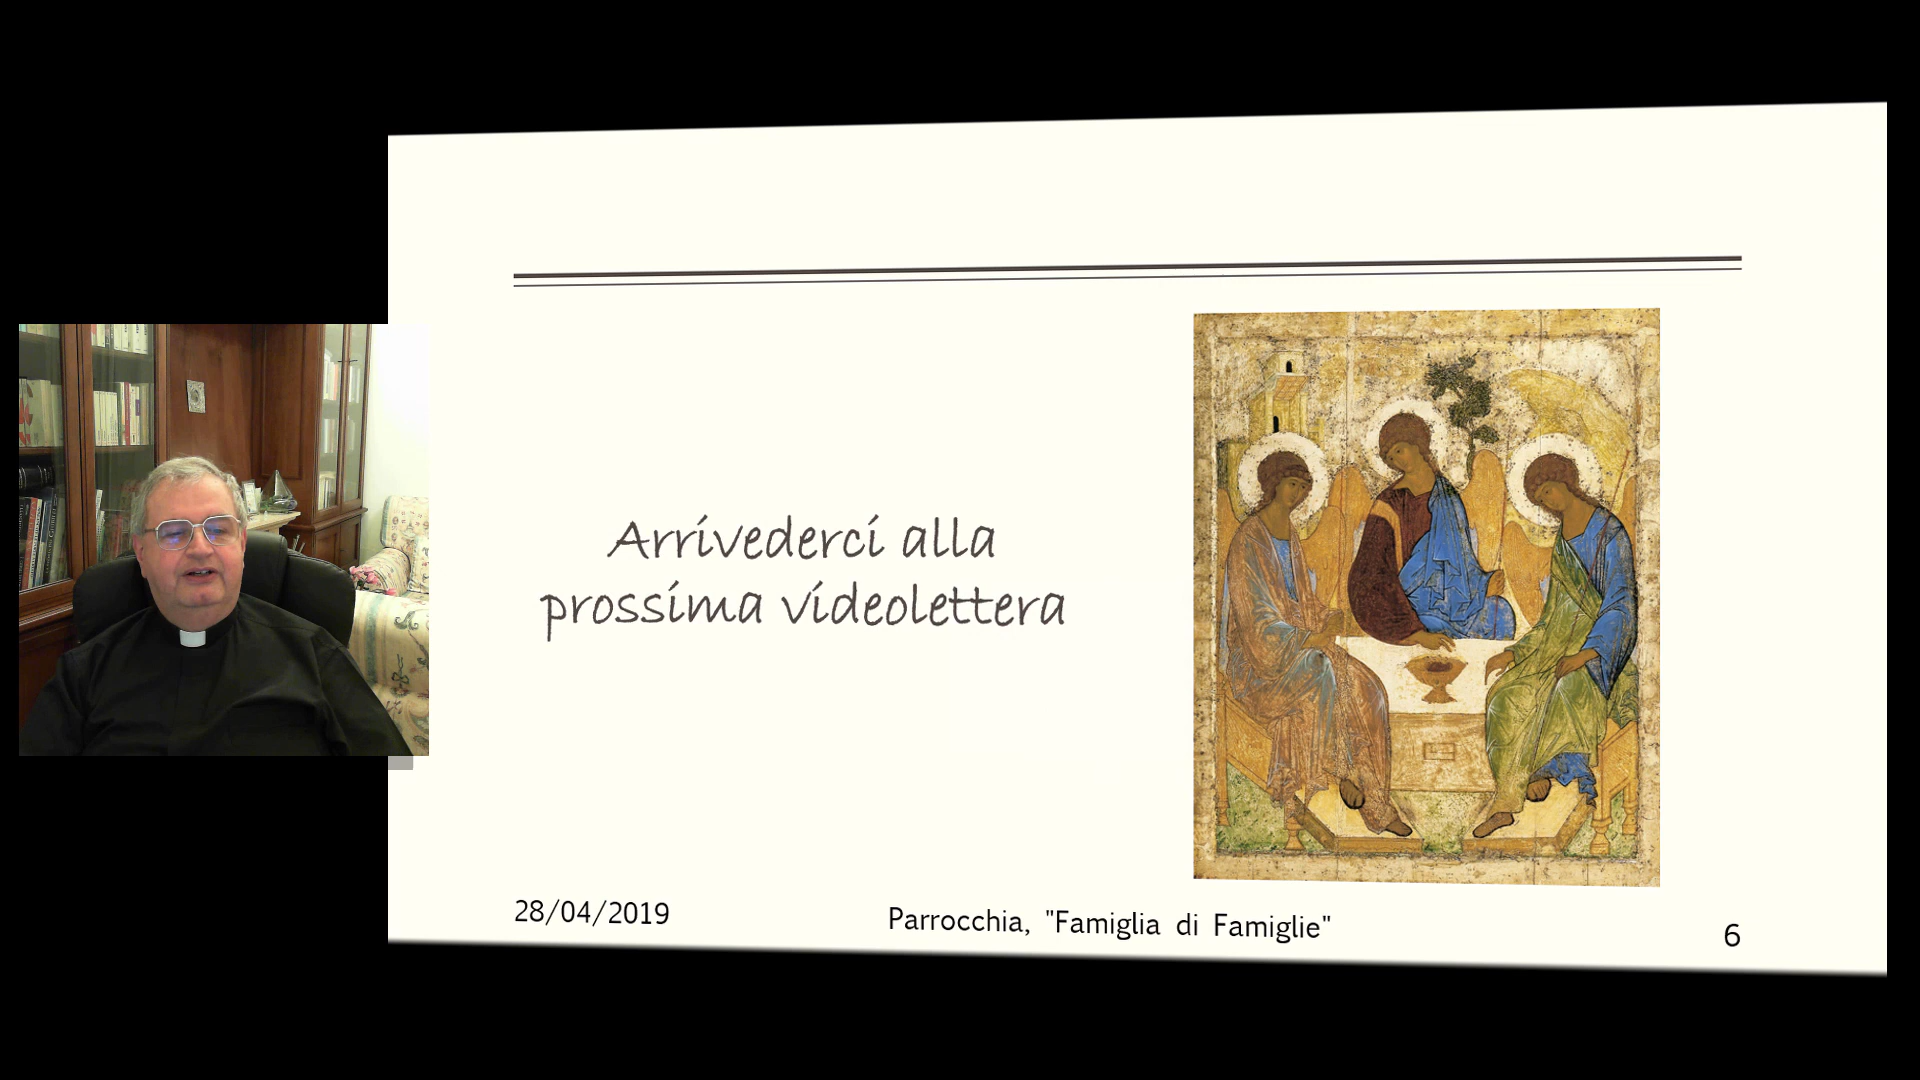 Arrivederci alla
prossima videolettera
28/04/2019
Parrocchia, "Famiglia di Famiglie"
6